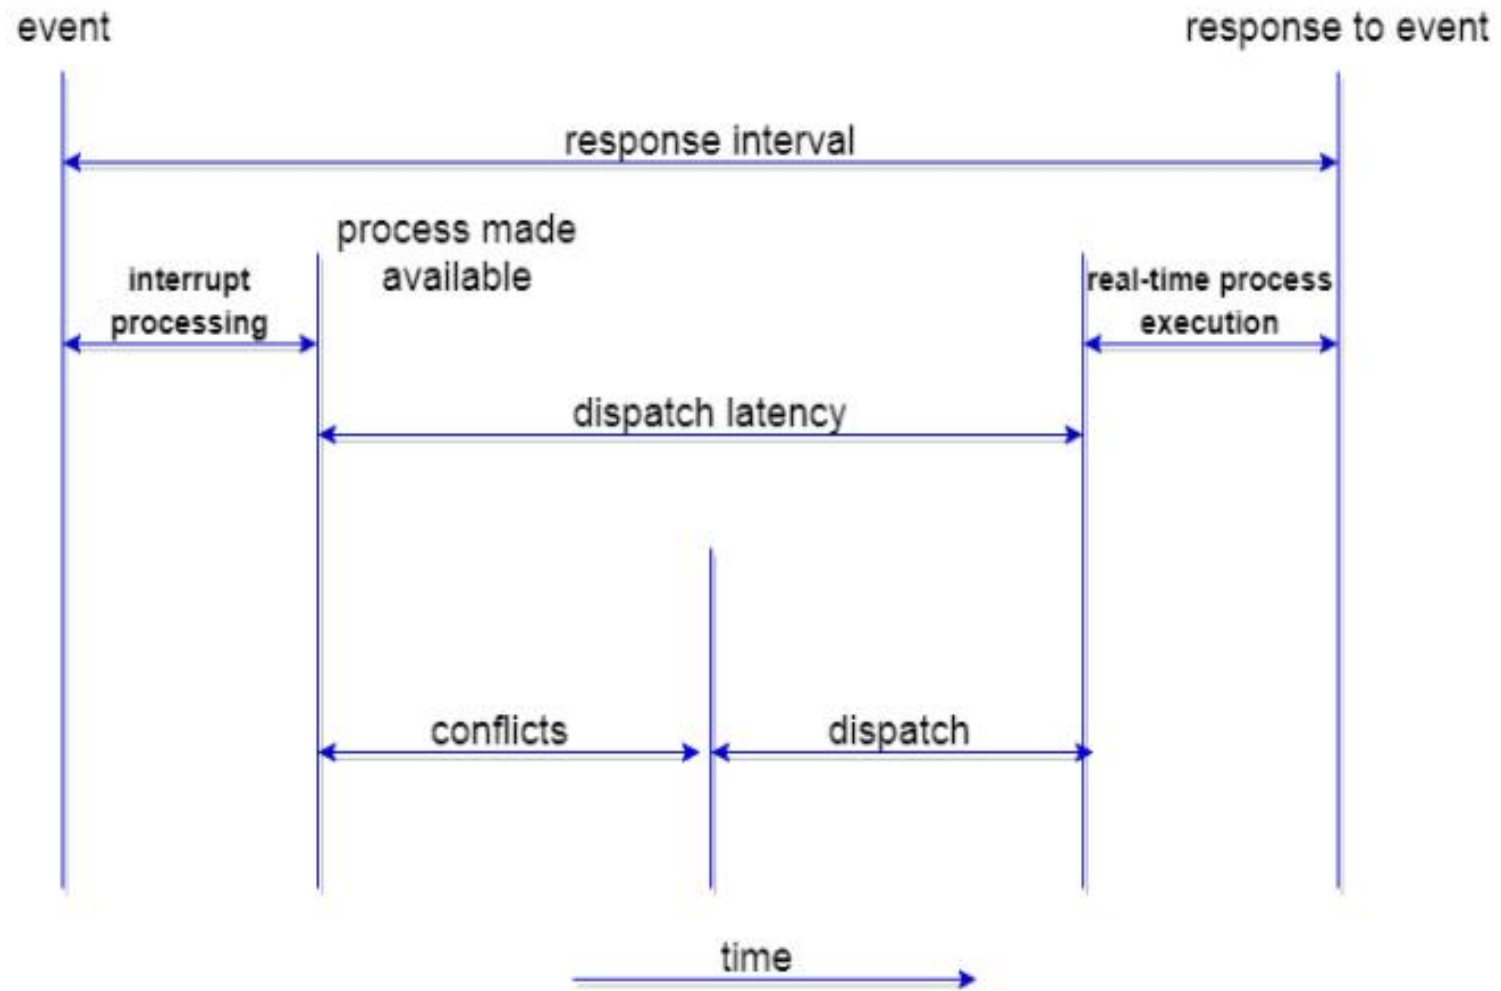 event
response to event
response interval
process made
available
interrupt
processing
real-time process
execution
dispatch latency
conflicts
dispatch
time